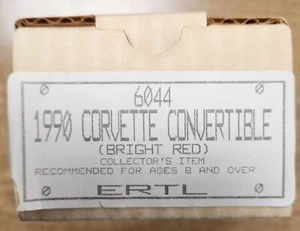 6044
1990 CORVETTE CONVERTIBLE
(BRIGHT RED)
COLLECTOR'S ITEM
RECOMMENDED FOR AGES 8 AND OVER
ERTL